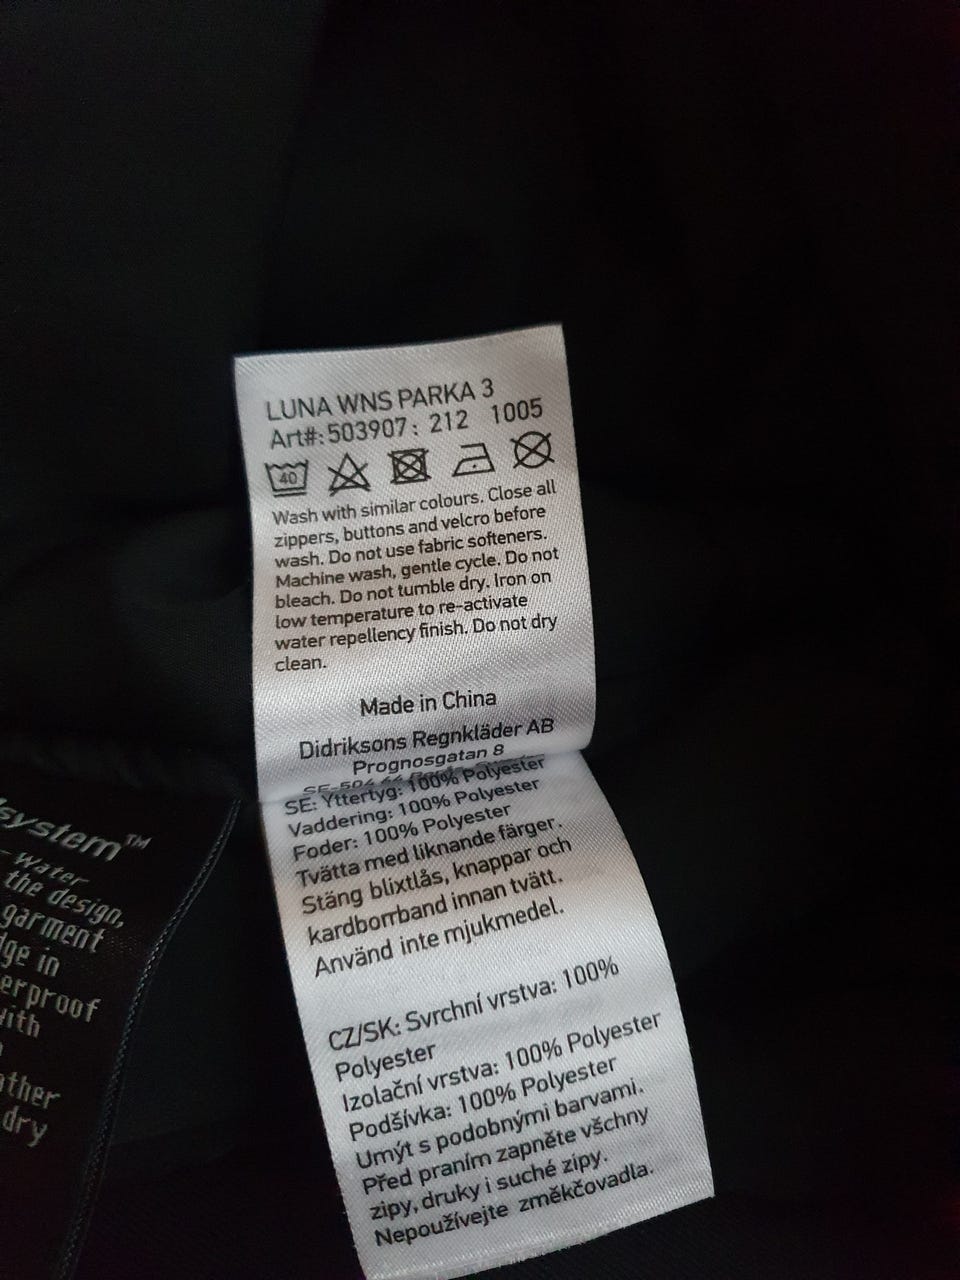 LUNA WNS PARKA 3
Art#: 503907: 212 1005
40
Wash with similar colours. Close all
zippers, buttons and velcro before
wash. Do not use fabric softeners.
Machine wash, gentle cycle. Do not
bleach. Do not tumble dry. Iron on
low temperature to re-activate
water repellency finish. Do not dry
clean.
Made in China
Didriksons Regnkläder AB
Prognosgatan 8
SE-504
SE: Yttertyg: 100% Polyester
Vaddering: 100% Polyester
Foder: 100% Polyester
Tvätta med liknande färger.
Stäng blixtlås, knappar och
kardborrband innan tvätt.
Använd inte mjukmedel.
CZ/SK: Svrchní vrstva: 100%
Polyester
Izolační vrstva: 100% Polyester
Podšívka: 100% Polyester
Umýt s podobnými barvami.
Před praním zapněte všchny
zipy, druky i suché zipy.
Nepoužívejte změkčovadla.
system™
– Water
the design,
garment
in
with
dry